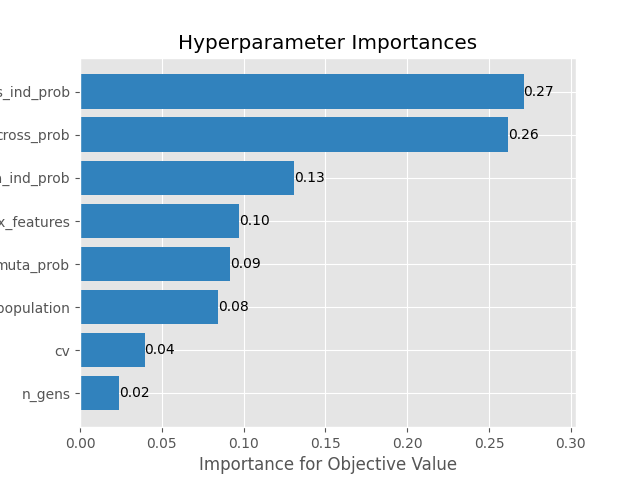 Hyperparameter Importances
s_ind_prob
0.27
cross_prob
0.26
_ind_prob
0.13
x_features
0.10
muta_prob
0.09
population
0.08
cv
0.04
n_gens
0.02
0.00 0.05 0.10 0.15 0.20 0.25 0.30
Importance for Objective Value